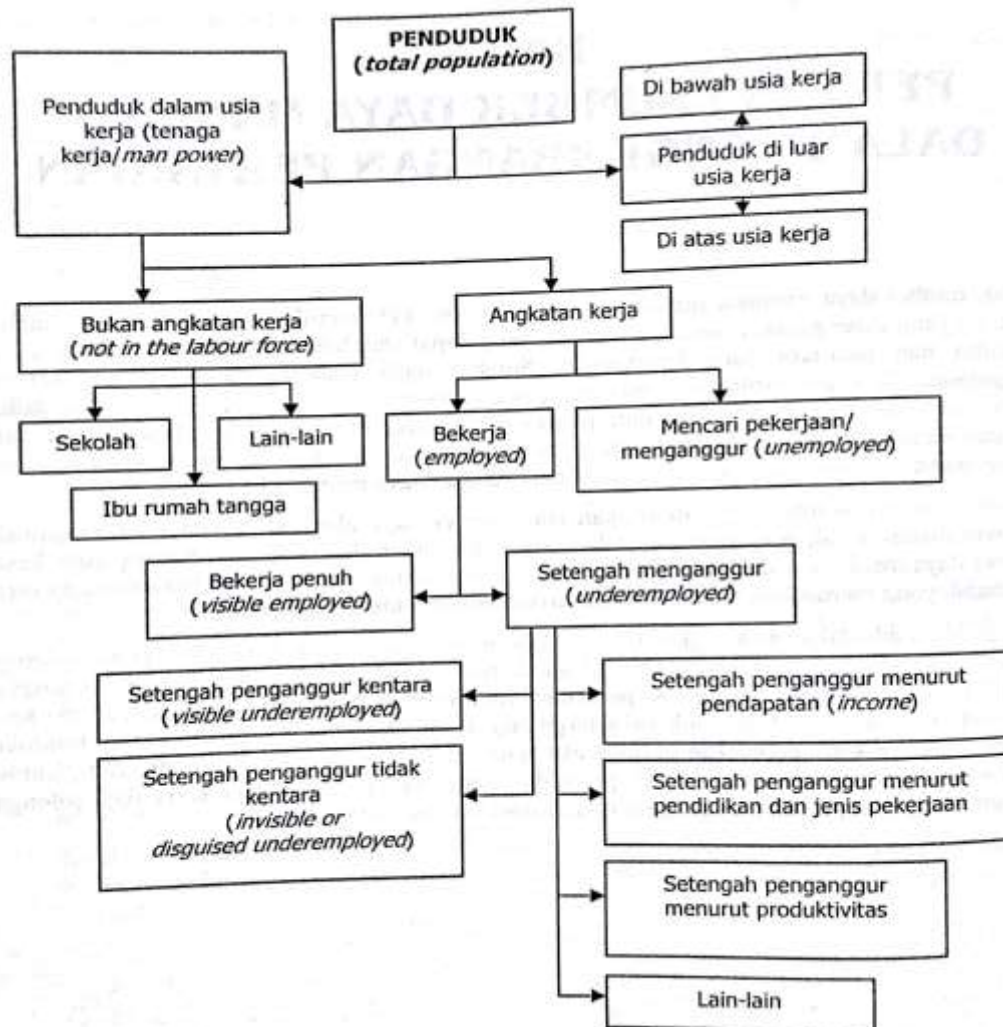 PENDUDUK
(total population)
Penduduk dalam usia
kerja (tenaga
kerja/man power)
Di bawah usia kerja
Penduduk di luar
usia kerja
Di atas usia kerja
Bukan angkatan kerja
(not in the labour force)
Angkatan kerja
Sekolah
Lain-lain
Ibu rumah tangga
Bekerja
(employed)
Mencari pekerjaan/
menganggur (unemployed)
Bekerja penuh
(visible employed)
Setengah menganggur
(underemployed)
Setengah penganggur kentara
(visible underemployed)
Setengah penganggur menurut
pendapatan (income)
Setengah penganggur tidak
kentara
(invisible or
disguised underemployed)
Setengah penganggur menurut
pendidikan dan jenis pekerjaan
Setengah penganggur
menurut produktivitas
Lain-lain